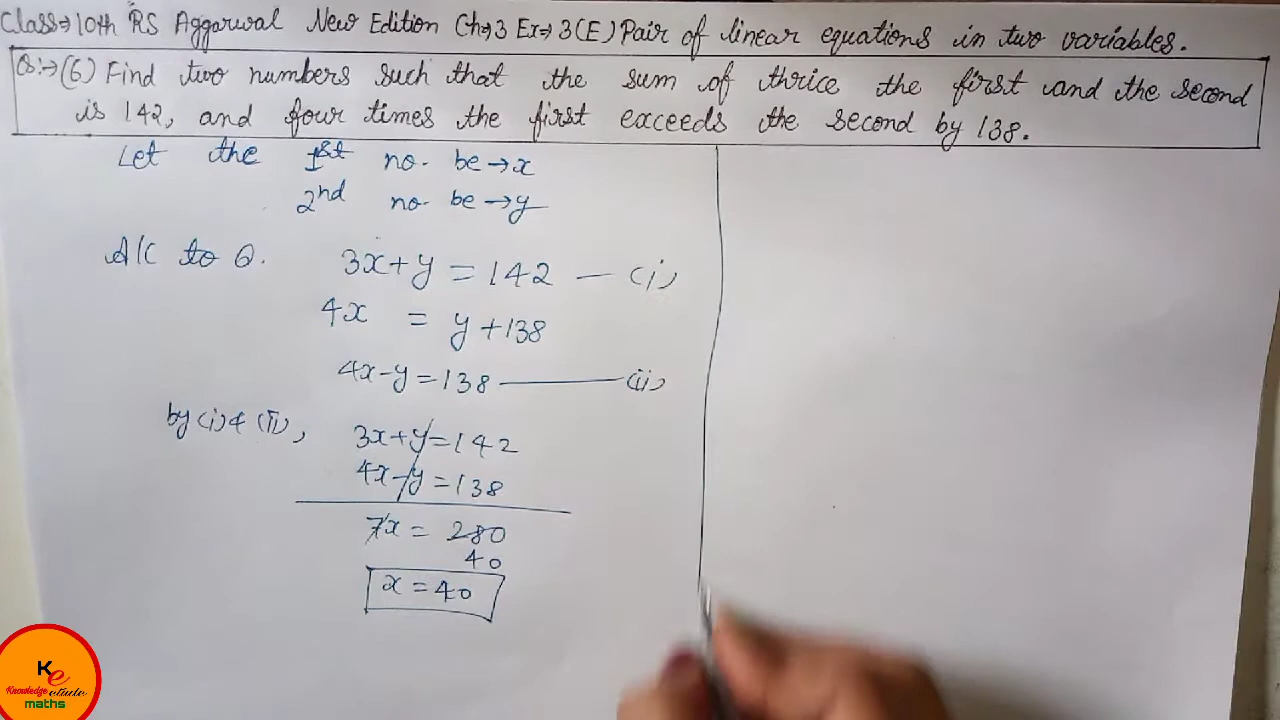 Class→10th RS Aggarwal New Edition Ch→3 Ex→3(E) Pair of linear equations in two variables.
Q:→(6) Find two numbers such that the sum of thrice the first and the second
is 142, and four times the first exceeds the second by 138.
Let the 1st no. be→x
2nd no. be→y
A/C to Q. 3x+y=142 —(i)
4x = y+138
4x-y=138 —(ii)
by (i) & (ii),
3x+y=142
4x-y=138
7x = 280
40
x=40
Ke
Knowledge etude
maths